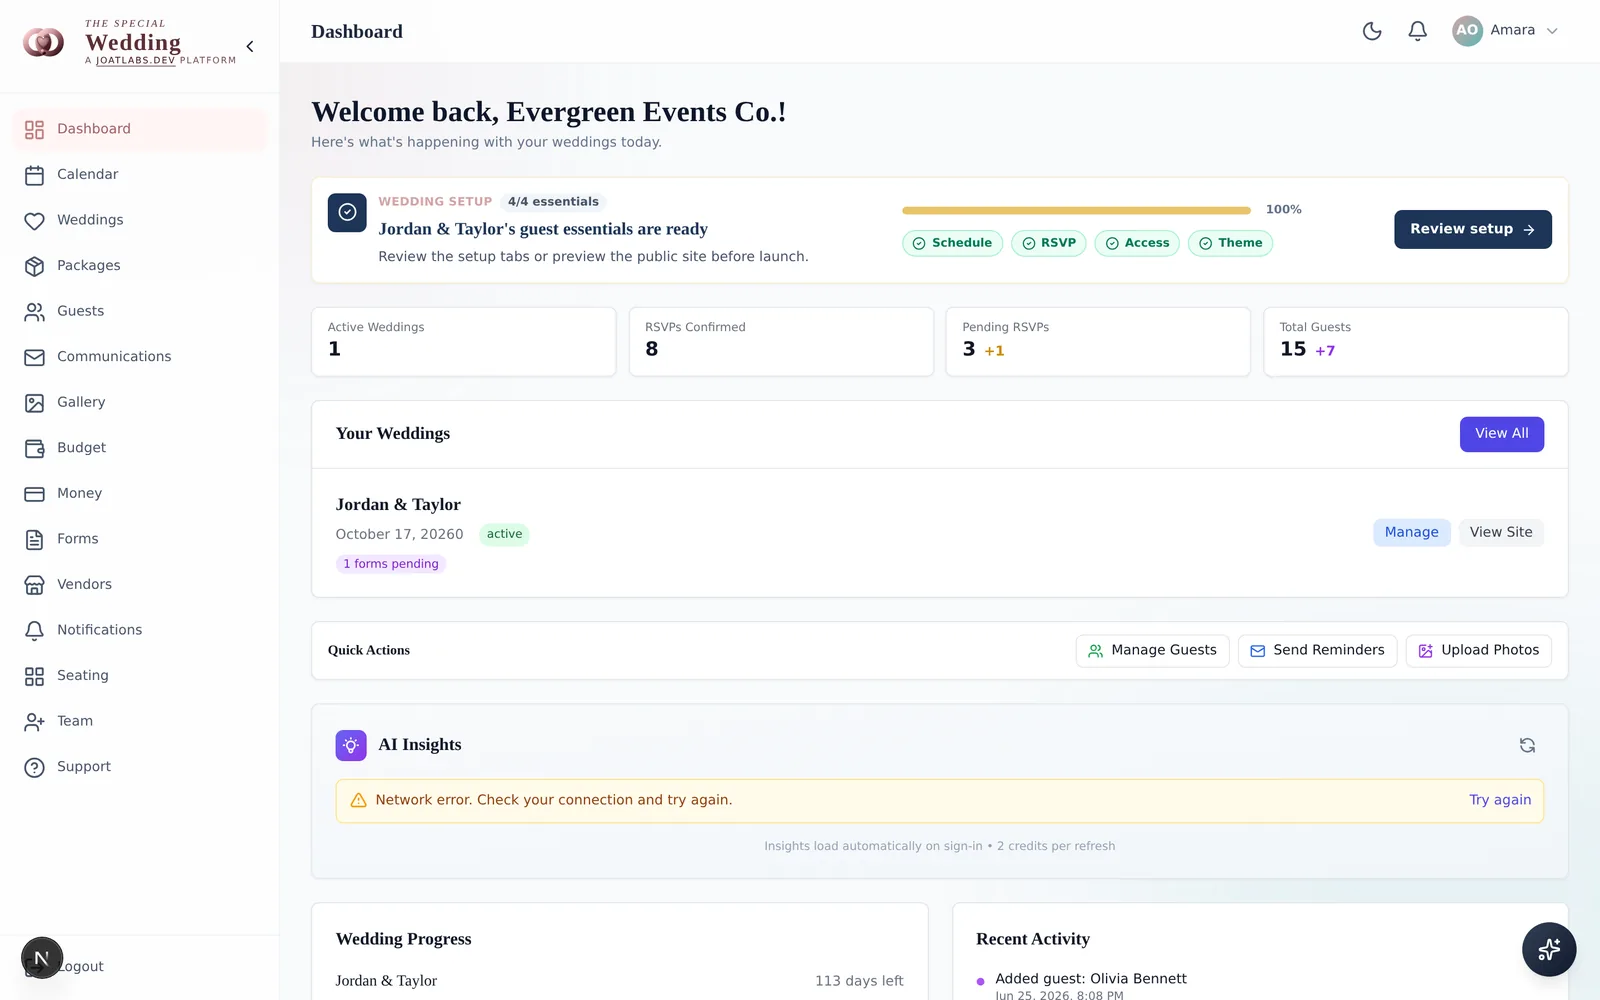 THE SPECIAL
Wedding
A JOATLABS.DEV PLATFORM
Dashboard
Calendar
Weddings
Packages
Guests
Communications
Gallery
Budget
Money
Forms
Vendors
Notifications
Seating
Team
Support
N
Logout
Dashboard
AO
Amara
Welcome back, Evergreen Events Co.!
Here's what's happening with your weddings today.
WEDDING SETUP 4/4 essentials
Jordan & Taylor's guest essentials are ready
Review the setup tabs or preview the public site before launch.
100%
Schedule RSVP Access Theme
Review setup →
Active Weddings
1
RSVPs Confirmed
8
Pending RSVPs
3 +1
Total Guests
15 +7
Your Weddings
View All
Jordan & Taylor
October 17, 20260 active
1 forms pending
Manage View Site
Quick Actions
Manage Guests Send Reminders Upload Photos
AI Insights
Network error. Check your connection and try again.
Try again
Insights load automatically on sign-in • 2 credits per refresh
Wedding Progress
Jordan & Taylor 113 days left
Recent Activity
Added guest: Olivia Bennett
Jun 25, 2026, 8:08 PM